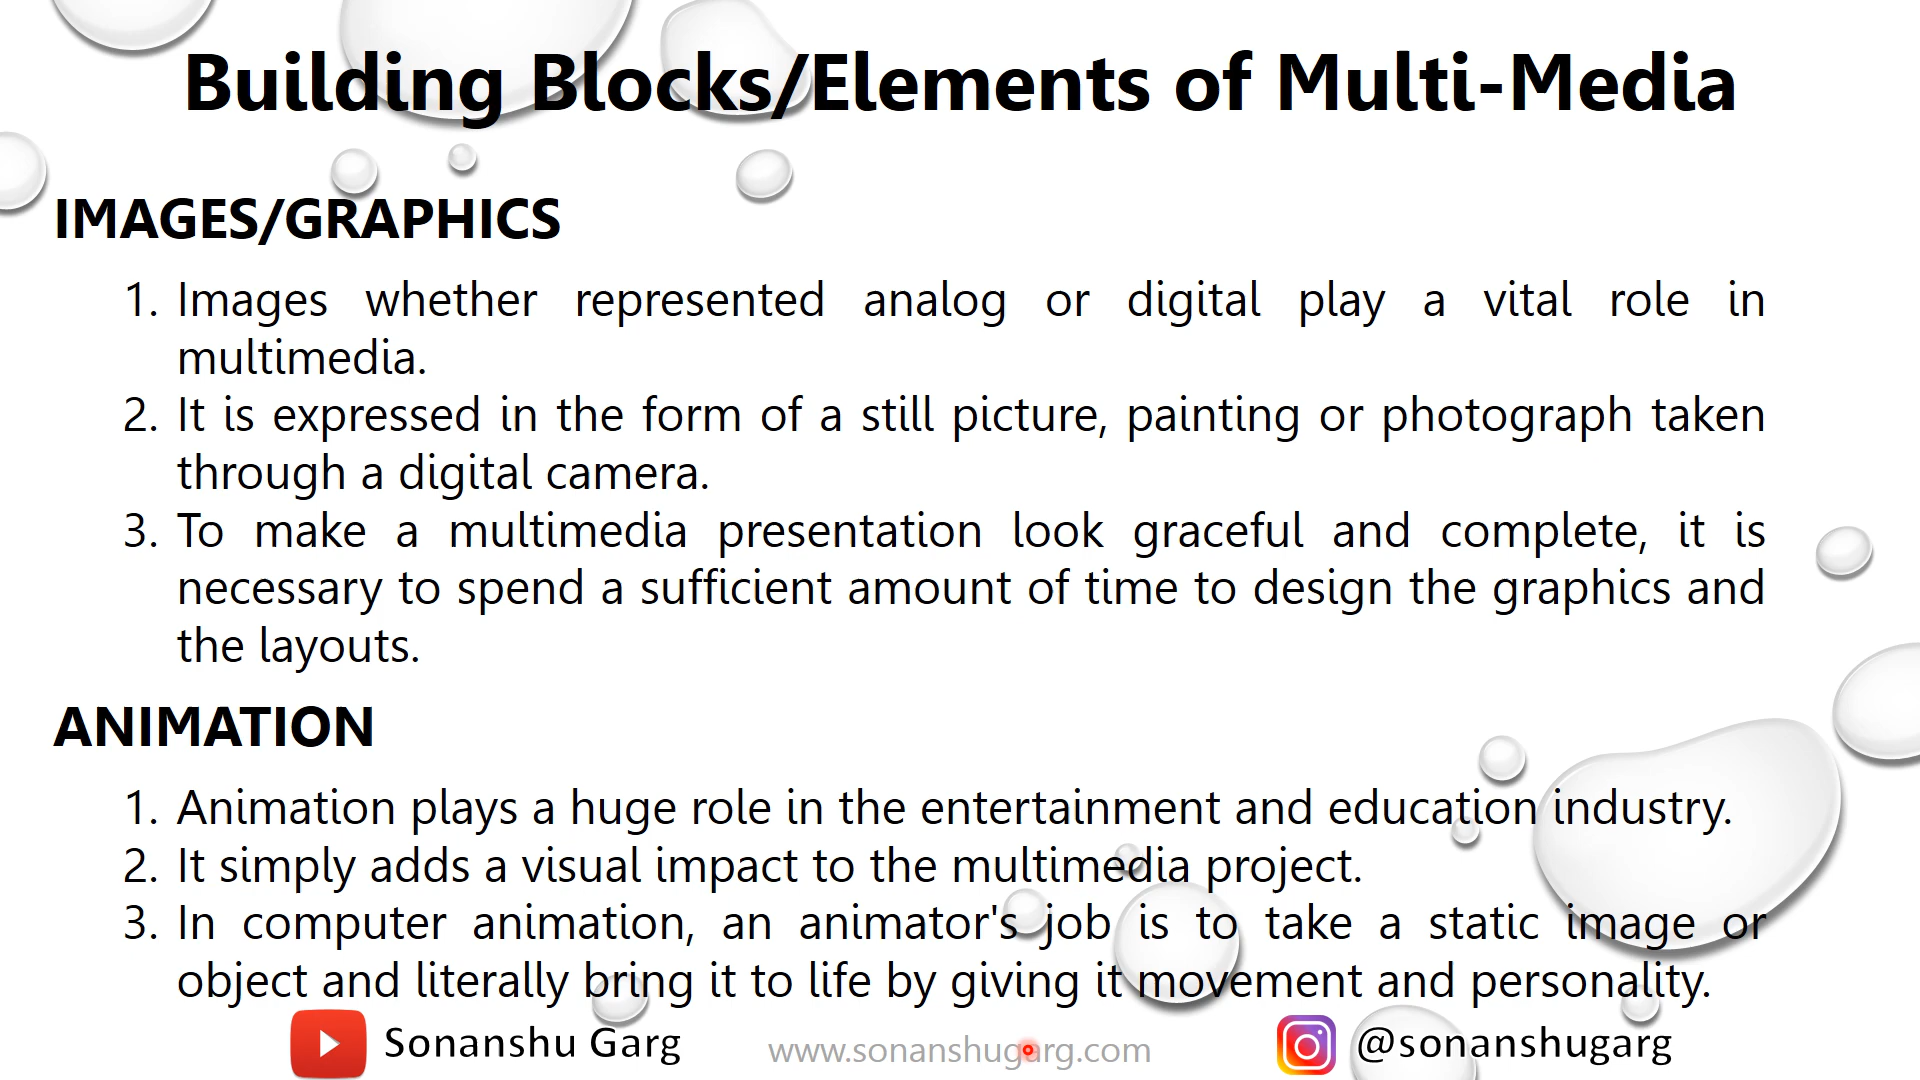 Building Blocks/Elements of Multi-Media
IMAGES/GRAPHICS
1. Images whether represented analog or digital play a vital role in
multimedia.
2. It is expressed in the form of a still picture, painting or photograph taken
through a digital camera.
3. To make a multimedia presentation look graceful and complete, it is
necessary to spend a sufficient amount of time to design the graphics and
the layouts.
ANIMATION
1. Animation plays a huge role in the entertainment and education industry.
2. It simply adds a visual impact to the multimedia project.
3. In computer animation, an animator's job is to take a static image or
object and literally bring it to life by giving it movement and personality.
Sonanshu Garg
www.sonanshugarg.com
@sonanshugarg